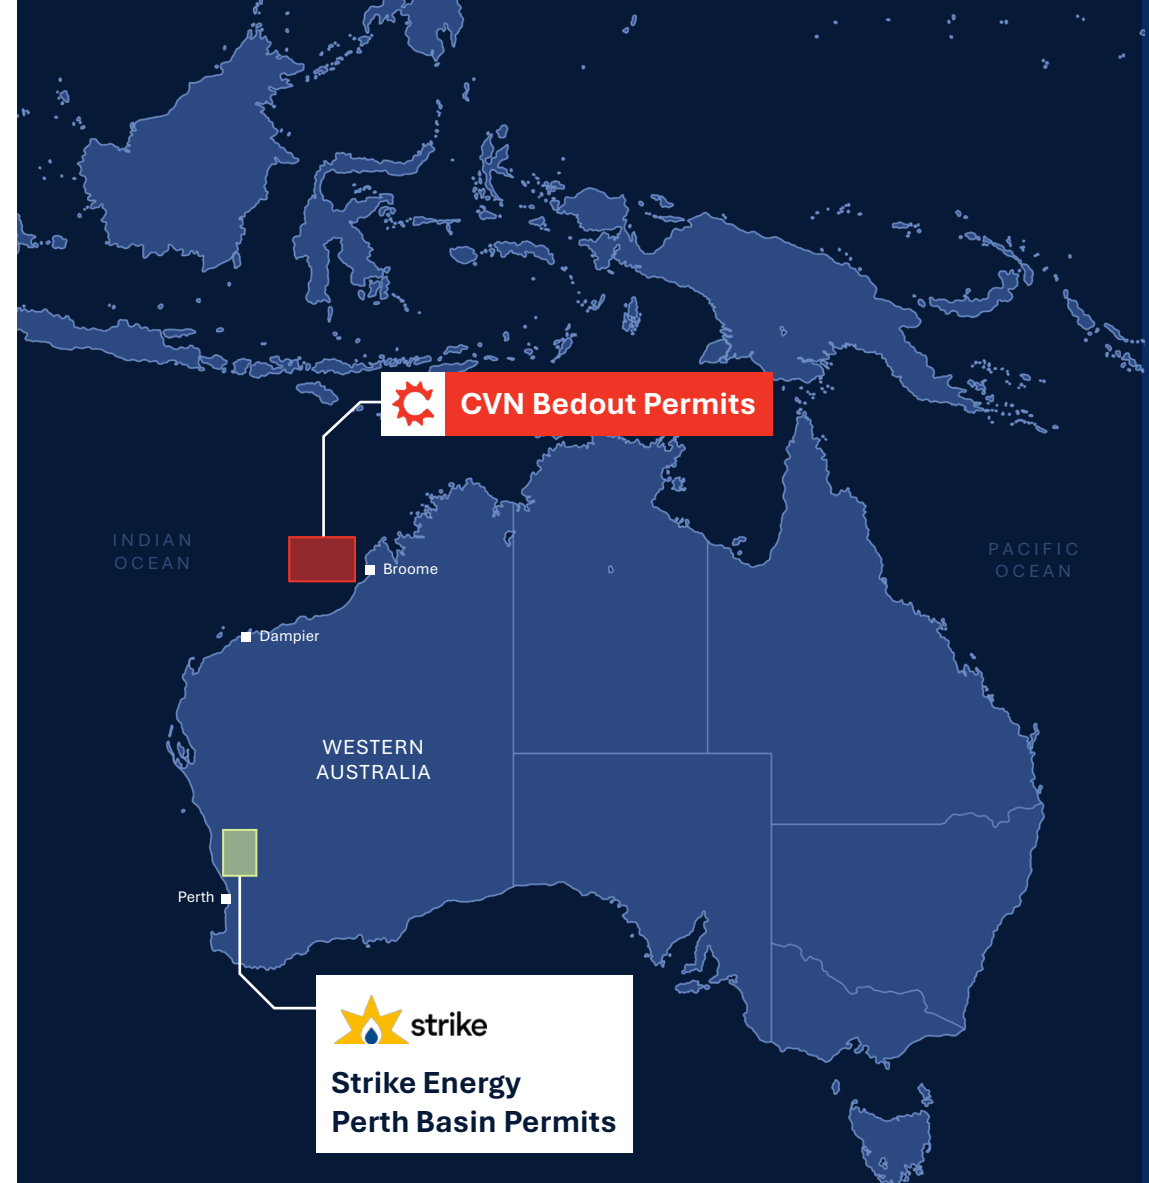 CVN Bedout Permits
INDIAN
OCEAN
PACIFIC
OCEAN
Broome
Dampier
WESTERN
AUSTRALIA
Perth
strike
Strike Energy
Perth Basin Permits